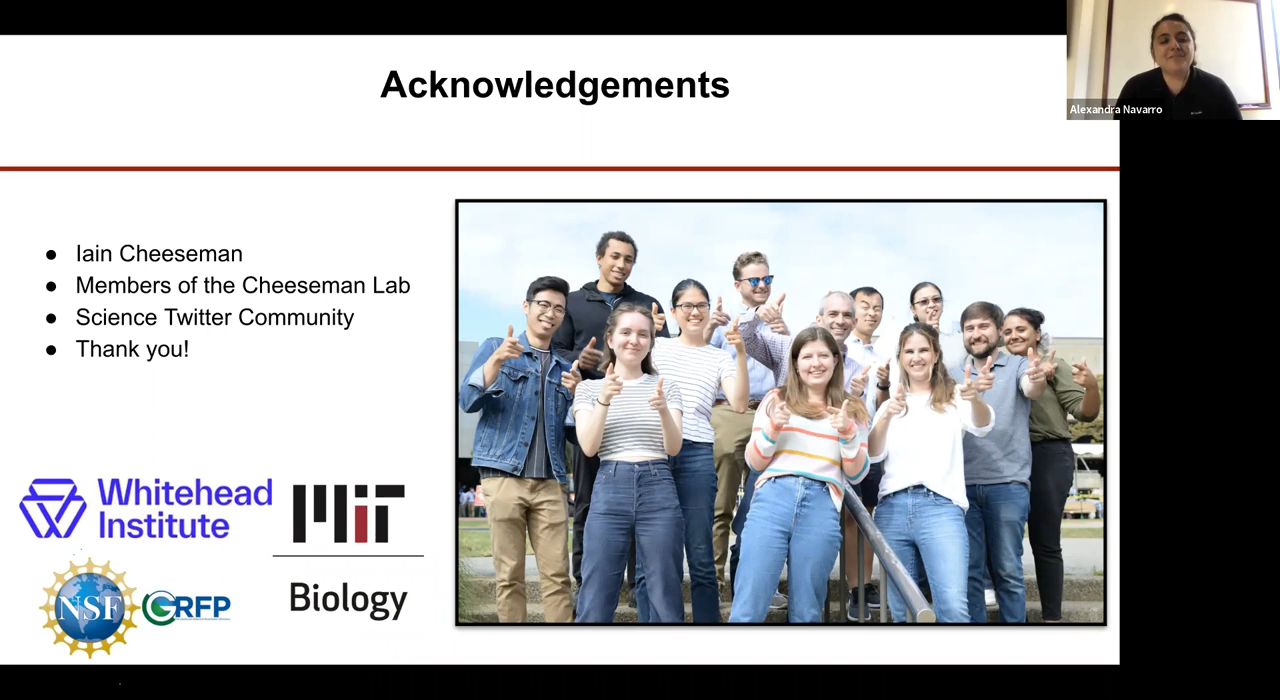 Acknowledgements
Alexandra Navarro
● Iain Cheeseman
● Members of the Cheeseman Lab
● Science Twitter Community
● Thank you!
Whitehead
Institute
MIT
Biology
NSF
GRFP